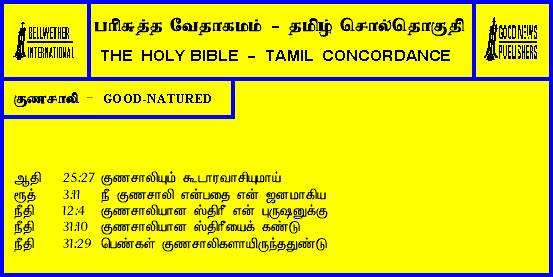 BELLWETHER
INTERNATIONAL
பரிசுத்த வேதாகமம் - தமிழ் சொல்தொகுதி
THE HOLY BIBLE - TAMIL CONCORDANCE
GOOD NEWS
PUBLISHERS
குணசாலி - GOOD-NATURED
ஆதி 25:27 குணசாலியும் கூடாரவாசியுமாய்
ரூத் 3:11 நீ குணசாலி என்பதை என் ஜனமாகிய
நீதி 12:4 குணசாலியான ஸ்திரீ என் புருஷனுக்கு
நீதி 31:10 குணசாலியான ஸ்திரீயைக் கண்டு
நீதி 31:29 பெண்கள் குணசாலிகளாயிருந்ததுண்டு